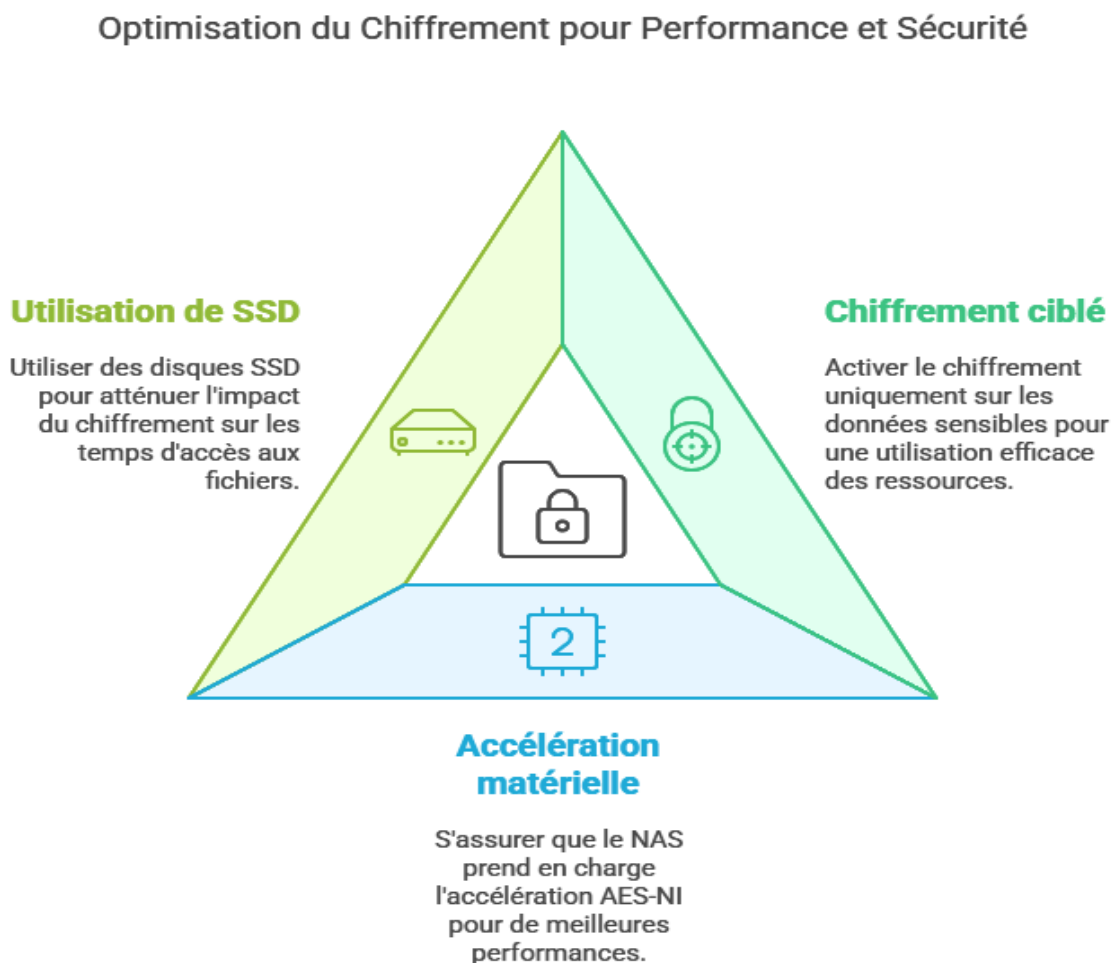 Optimisation du Chiffrement pour Performance et Sécurité
Utilisation de SSD
Utiliser des disques SSD
pour atténuer l'impact
du chiffrement sur les
temps d'accès aux
fichiers.
Chiffrement ciblé
Activer le chiffrement
uniquement sur les
données sensibles pour
une utilisation efficace
des ressources.
2
Accélération
matérielle
S'assurer que le NAS
prend en charge
l'accélération AES-NI
pour de meilleures
performances.